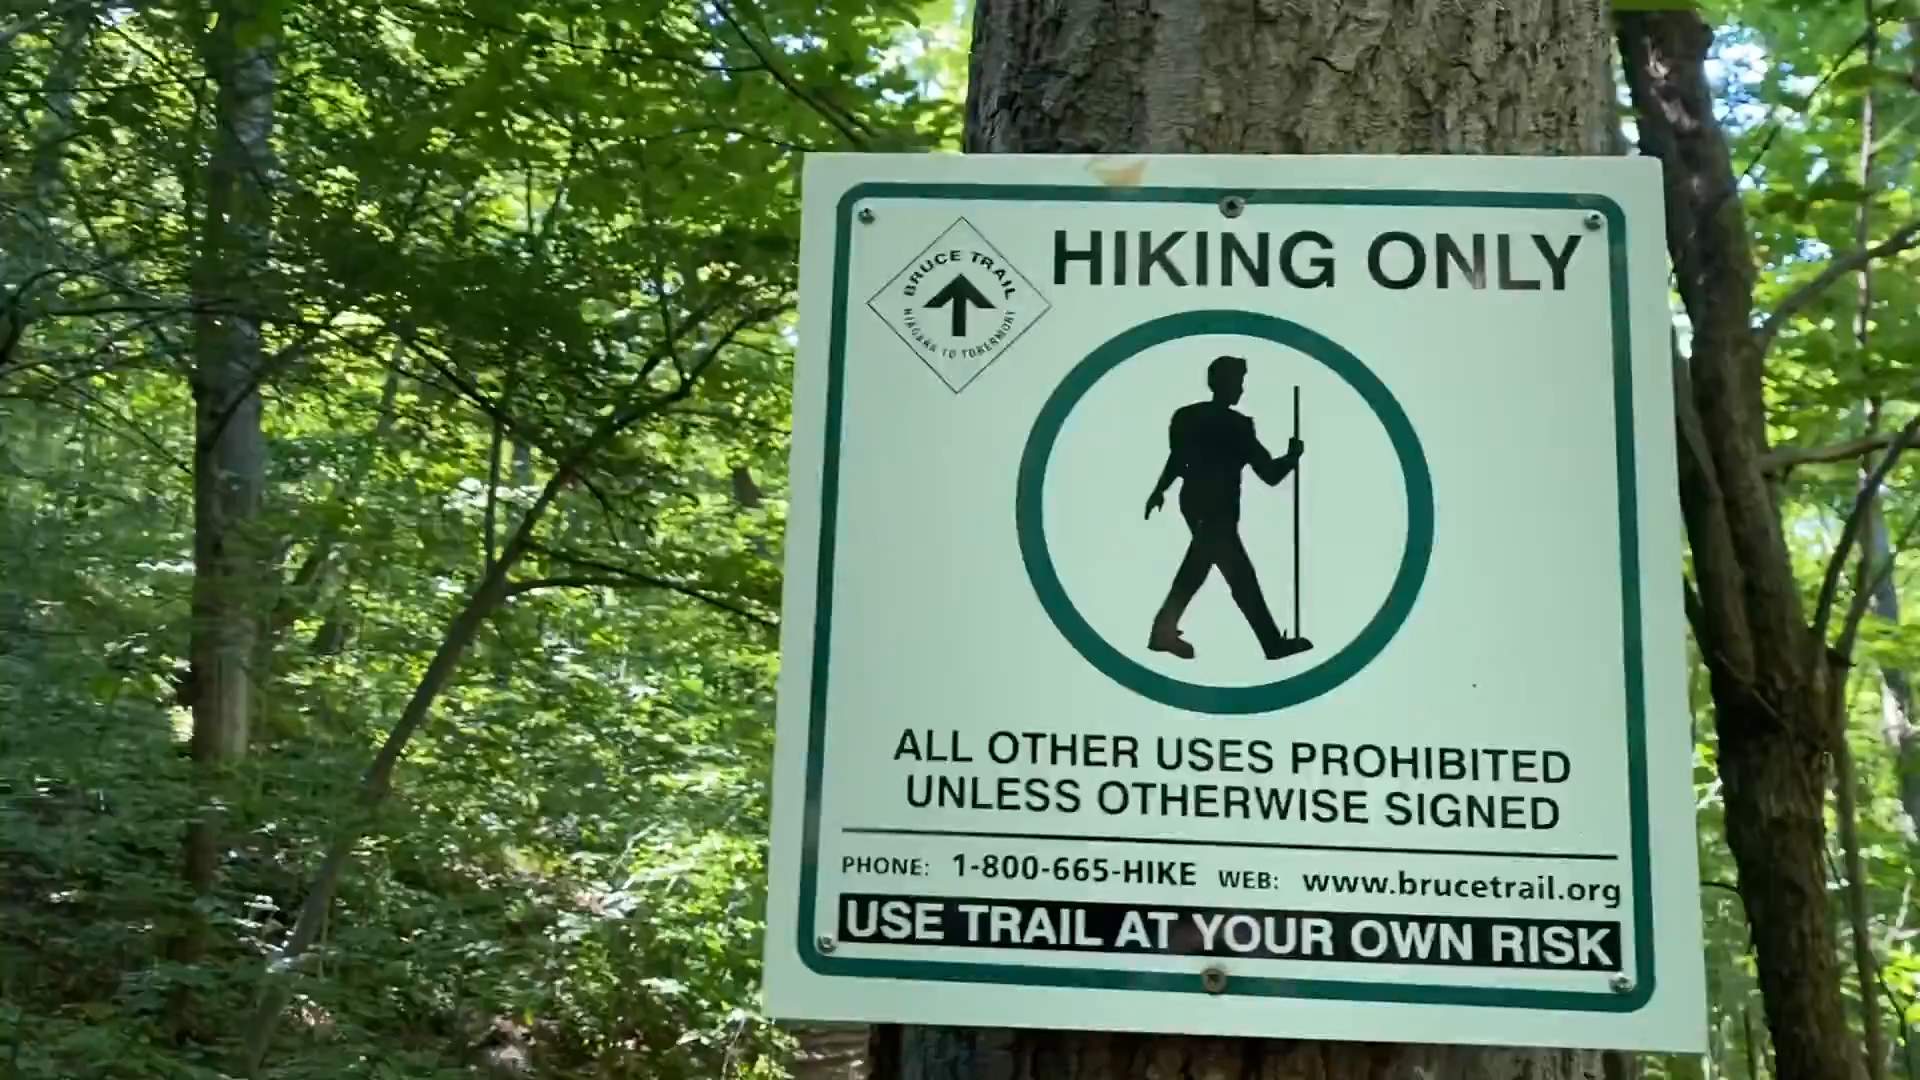 BRUCE TRAIL
NIAGARA TO TOBERMORY
HIKING ONLY
ALL OTHER USES PROHIBITED
UNLESS OTHERWISE SIGNED
PHONE: 1-800-665-HIKE WEB: www.brucetrail.org
USE TRAIL AT YOUR OWN RISK